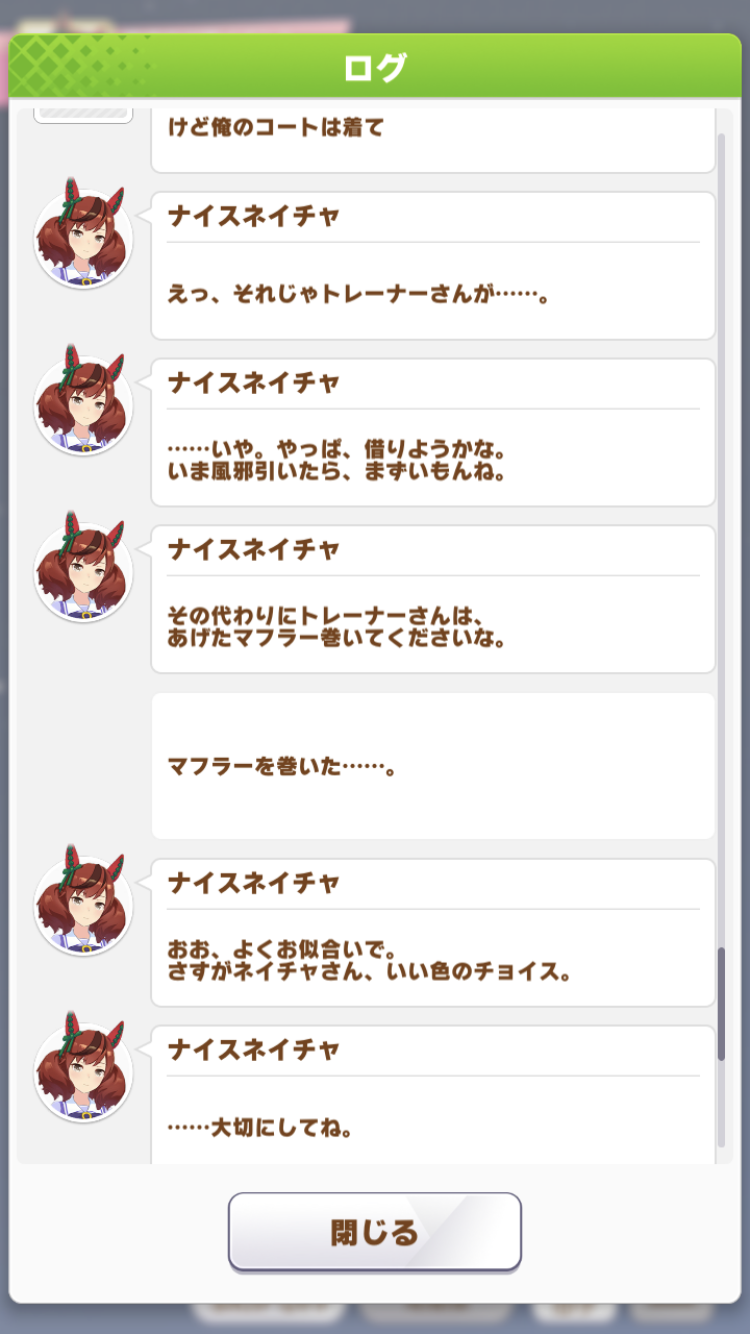 ログ
けど俺のコートは着て
ナイスネイチャ
えっ、それじゃトレーナーさんが……。
ナイスネイチャ
……いや。やっぱ、借りようかな。
いま風邪引いたら、まずいもんね。
ナイスネイチャ
その代わりにトレーナーさんは、
あげたマフラー巻いてくださいな。
マフラーを巻いた……。
ナイスネイチャ
おお、よくお似合いで。
さすがネイチャさん、いい色のチョイス。
ナイスネイチャ
……大切にしてね。
閉じる